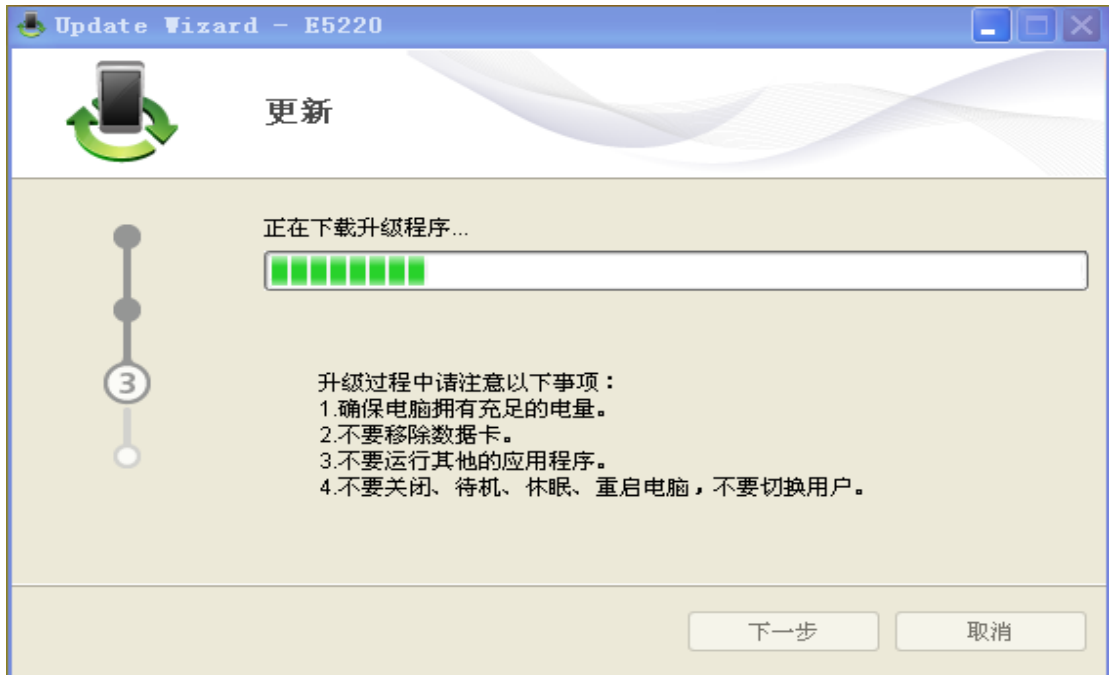 Update Wizard - E5220
更新
正在下载升级程序...
3
升级过程中请注意以下事项：
1.确保电脑拥有充足的电量。
2.不要移除数据卡。
3.不要运行其他的应用程序。
4.不要关闭、待机、休眠、重启电脑，不要切换用户。
下一步
取消